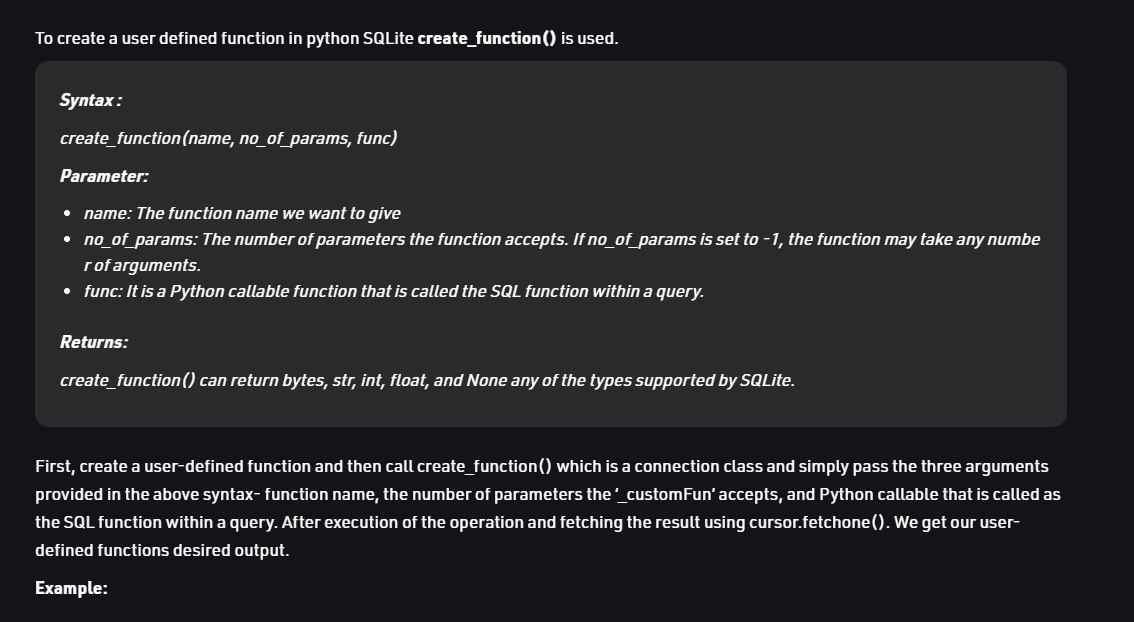 To create a user defined function in python SQLite create_function() is used.
Syntax :
create_function(name, no_of_params, func)
Parameter:
• name: The function name we want to give
• no_of_params: The number of parameters the function accepts. If no_of_params is set to -1, the function may take any numbe
r of arguments.
• func: It is a Python callable function that is called the SQL function within a query.
Returns:
create_function() can return bytes, str, int, float, and None any of the types supported by SQLite.
First, create a user-defined function and then call create_function() which is a connection class and simply pass the three arguments
provided in the above syntax- function name, the number of parameters the ‘_customFun’ accepts, and Python callable that is called as
the SQL function within a query. After execution of the operation and fetching the result using cursor.fetchone(). We get our user-
defined functions desired output.
Example: